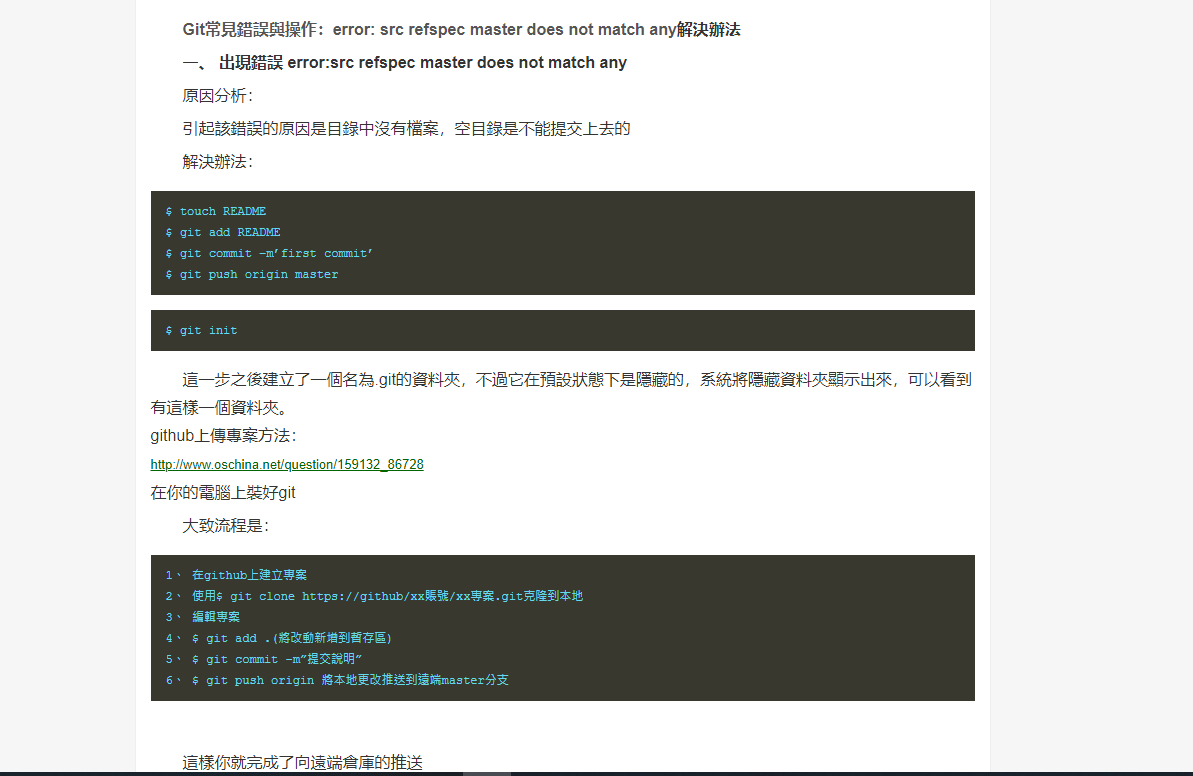 Git常見錯誤與操作：error: src refspec master does not match any解決辦法
一、 出現錯誤 error:src refspec master does not match any
原因分析：
引起該錯誤的原因是目錄中沒有檔案，空目錄是不能提交上去的
解決辦法：
$ touch README
$ git add README
$ git commit -m’first commit’
$ git push origin master
$ git init
這一步之後建立了一個名為.git的資料夾，不過它在預設狀態下是隱藏的，系統將隱藏資料夾顯示出來，可以看到
有這樣一個資料夾。
github上傳專案方法：
http://www.oschina.net/question/159132_86728
在你的電腦上裝好git
大致流程是：
1、 在github上建立專案
2、 使用$ git clone https://github/xx賬號/xx專案.git克隆到本地
3、 編輯專案
4、 $ git add .(將改動新增到暫存區)
5、 $ git commit -m”提交說明”
6、 $ git push origin 將本地更改推送到遠端master分支
這樣你就完成了向遠端倉庫的推送